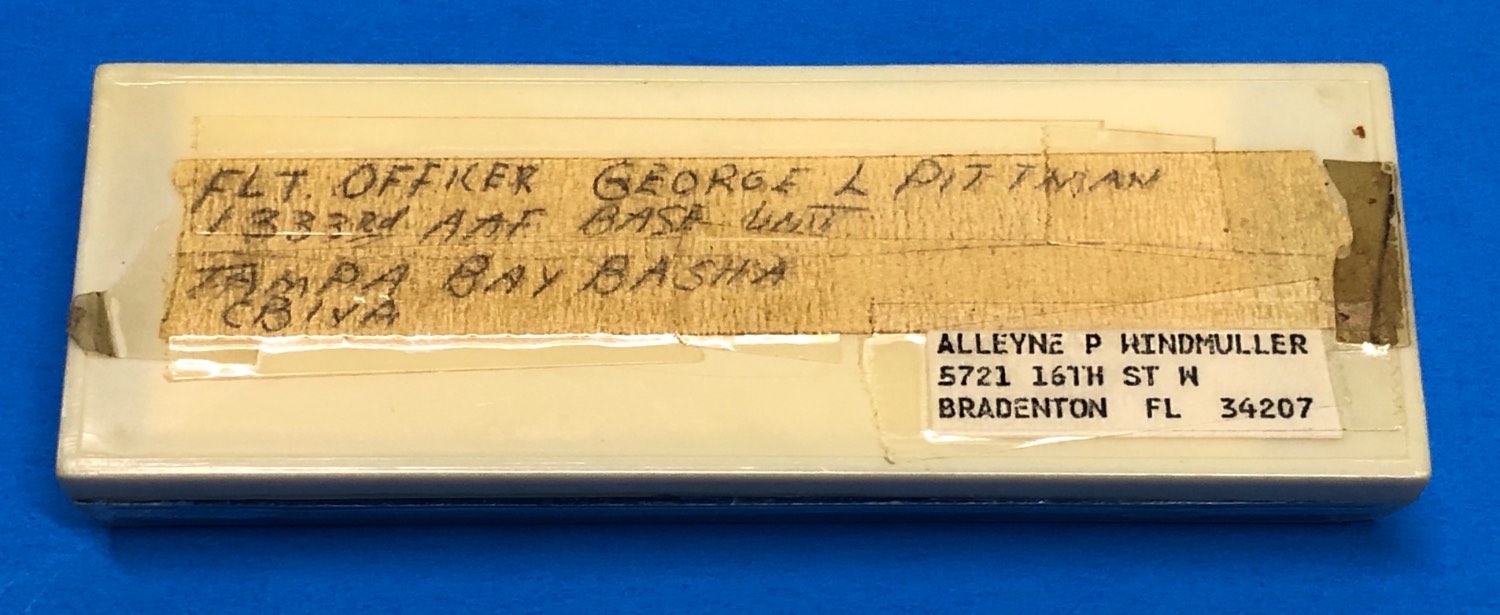 FLT. OFFICER GEORGE L PITTMAN
1333rd AAF BASE UNIT
TAMPA BAY BASHA
CBIVA
ALLEYNE P WINDMULLER
5721 16TH ST W
BRADENTON FL 34207